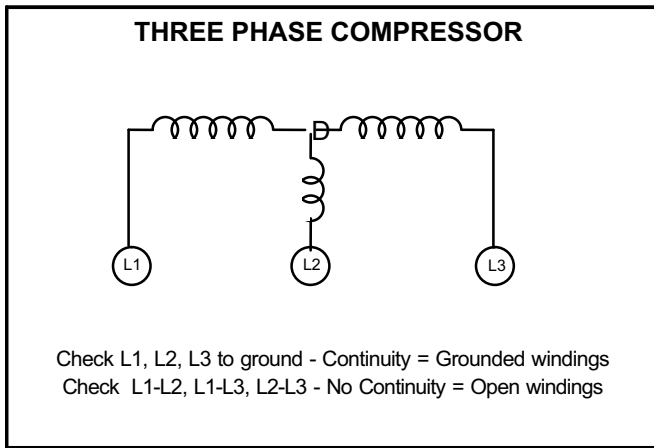 THREE PHASE COMPRESSOR
L1
L2
L3
Check L1, L2, L3 to ground - Continuity = Grounded windings
Check L1-L2, L1-L3, L2-L3 - No Continuity = Open windings